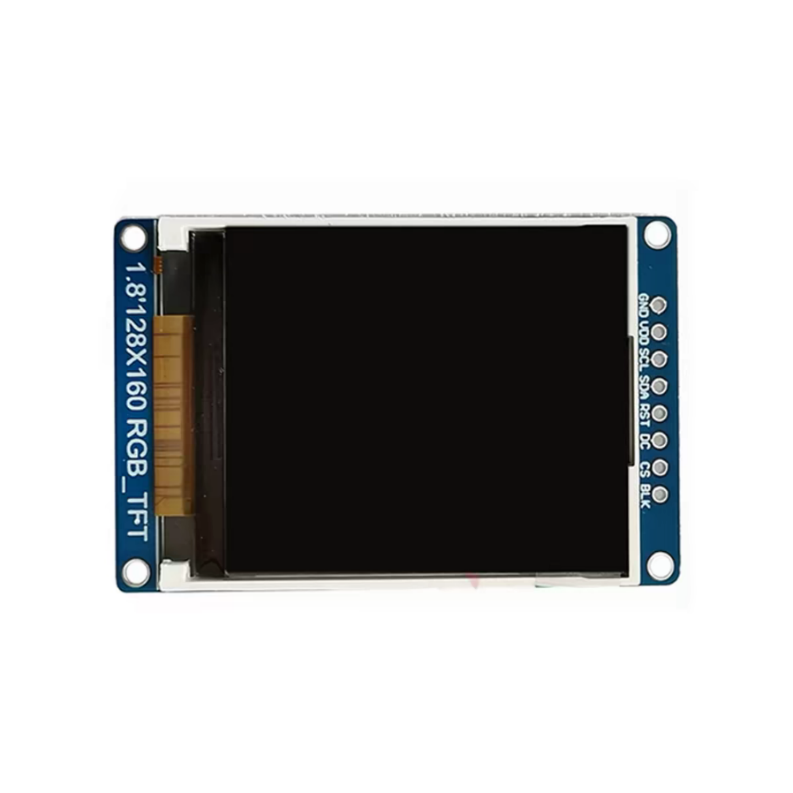 1.8'128X160 RGB_TFT
GND VDD SCL SDA RST DC CS BLK